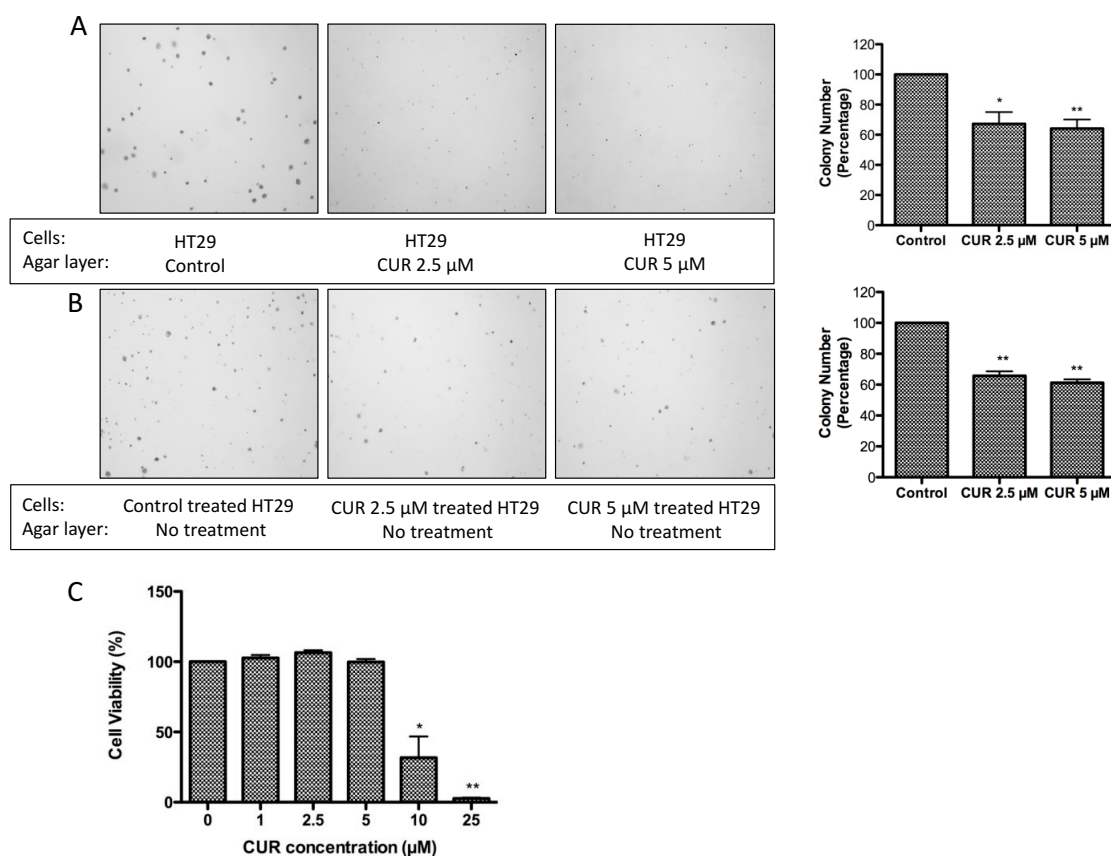 A
Cells: HT29 HT29 HT29
Agar layer: Control CUR 2.5 µM CUR 5 µM
120
100
80
60
40
20
0
Colony Number
(Percentage)
*
**
Control CUR 2.5 µM CUR 5 µM
B
Cells: Control treated HT29 CUR 2.5 µM treated HT29 CUR 5 µM treated HT29
Agar layer: No treatment No treatment No treatment
120
100
80
60
40
20
0
Colony Number
(Percentage)
**
**
Control CUR 2.5 µM CUR 5 µM
C
150
100
50
0
Cell Viability (%)
*
**
0 1 2.5 5 10 25
CUR concentration (µM)